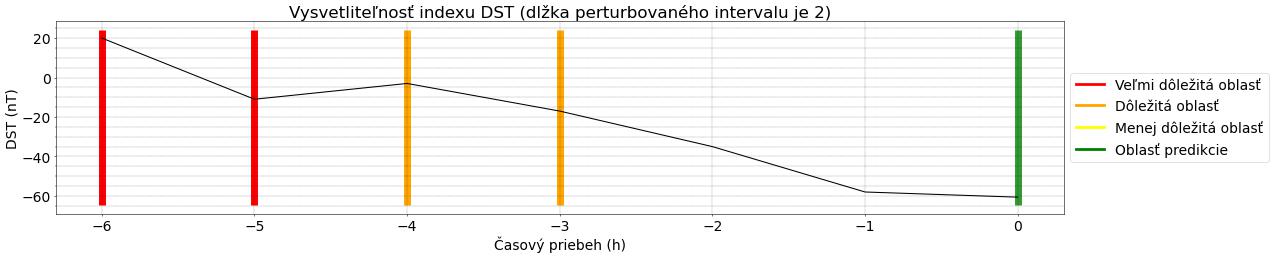 Vysvetliteľnosť indexu DST (dĺžka perturbovaného intervalu je 2)
DST (nT)
20
0
−20
−40
−60
−6
−5
−4
−3
−2
−1
0
Časový priebeh (h)
Veľmi dôležitá oblasť
Dôležitá oblasť
Menej dôležitá oblasť
Oblasť predikcie